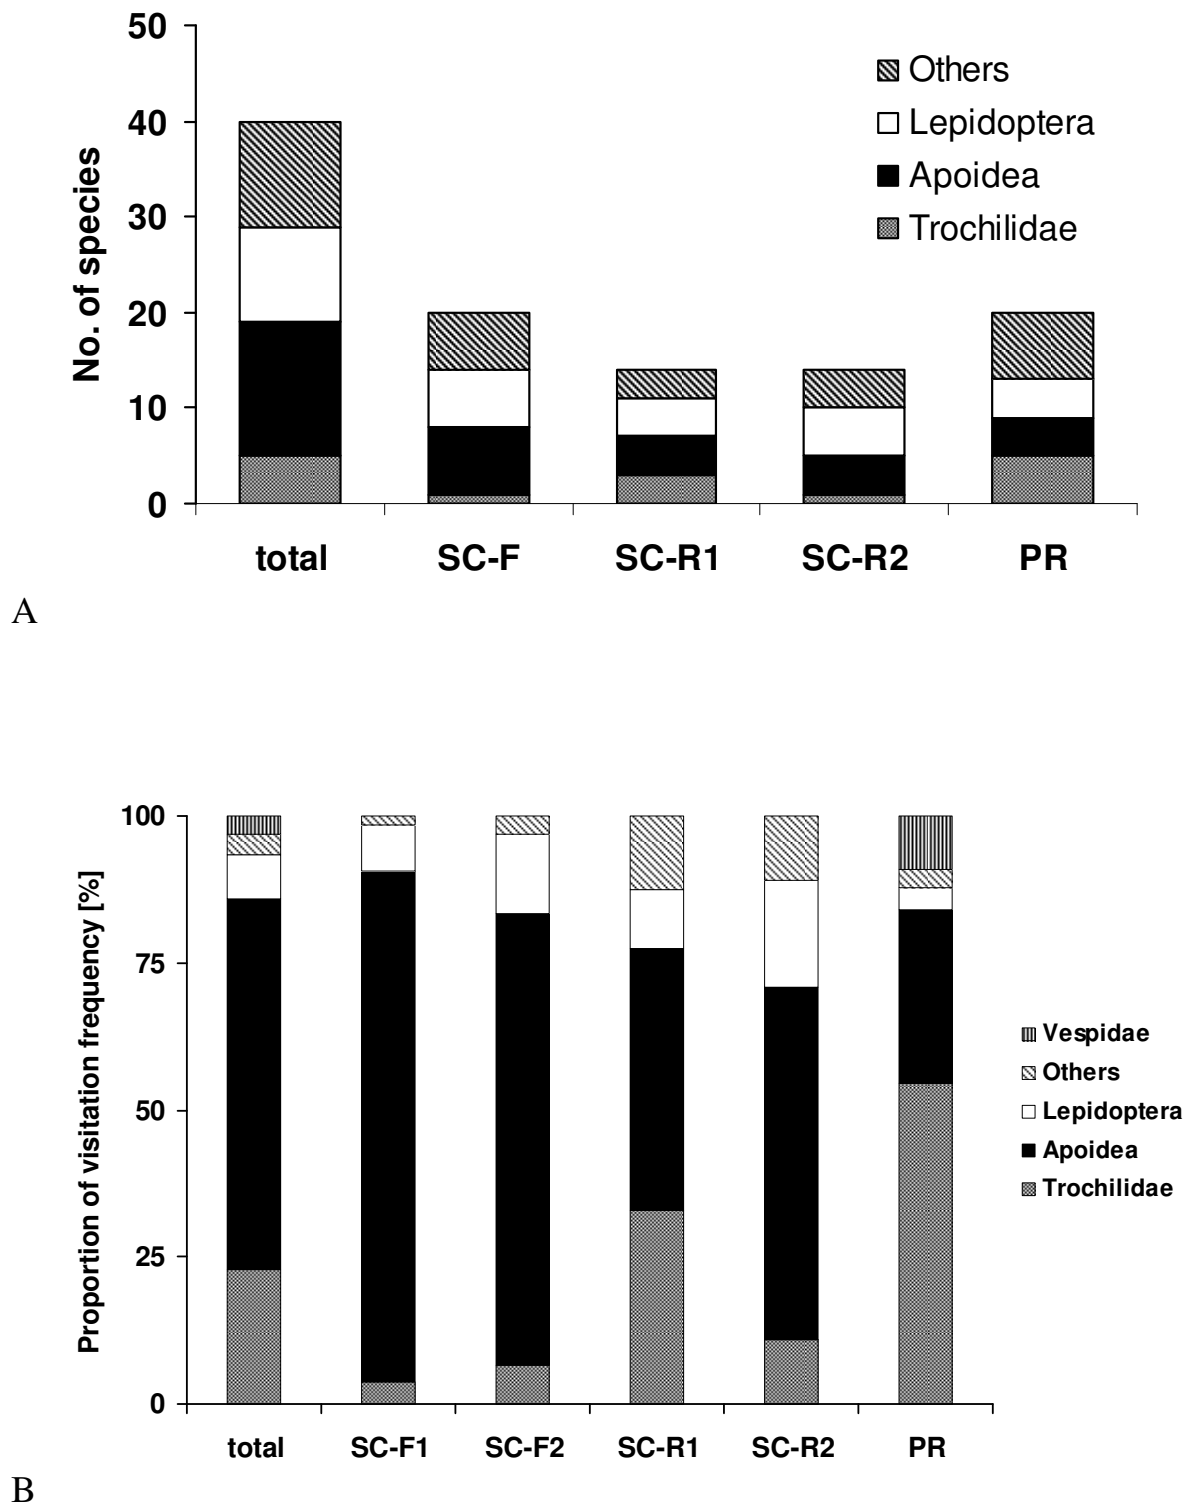 50
40
30
20
10
0
No. of species
Others
Lepidoptera
Apoidea
Trochilidae
total SC-F SC-R1 SC-R2 PR
A
100
75
50
25
0
Proportion of visitation frequency [%]
Vespidae
Others
Lepidoptera
Apoidea
Trochilidae
total SC-F1 SC-F2 SC-R1 SC-R2 PR
B